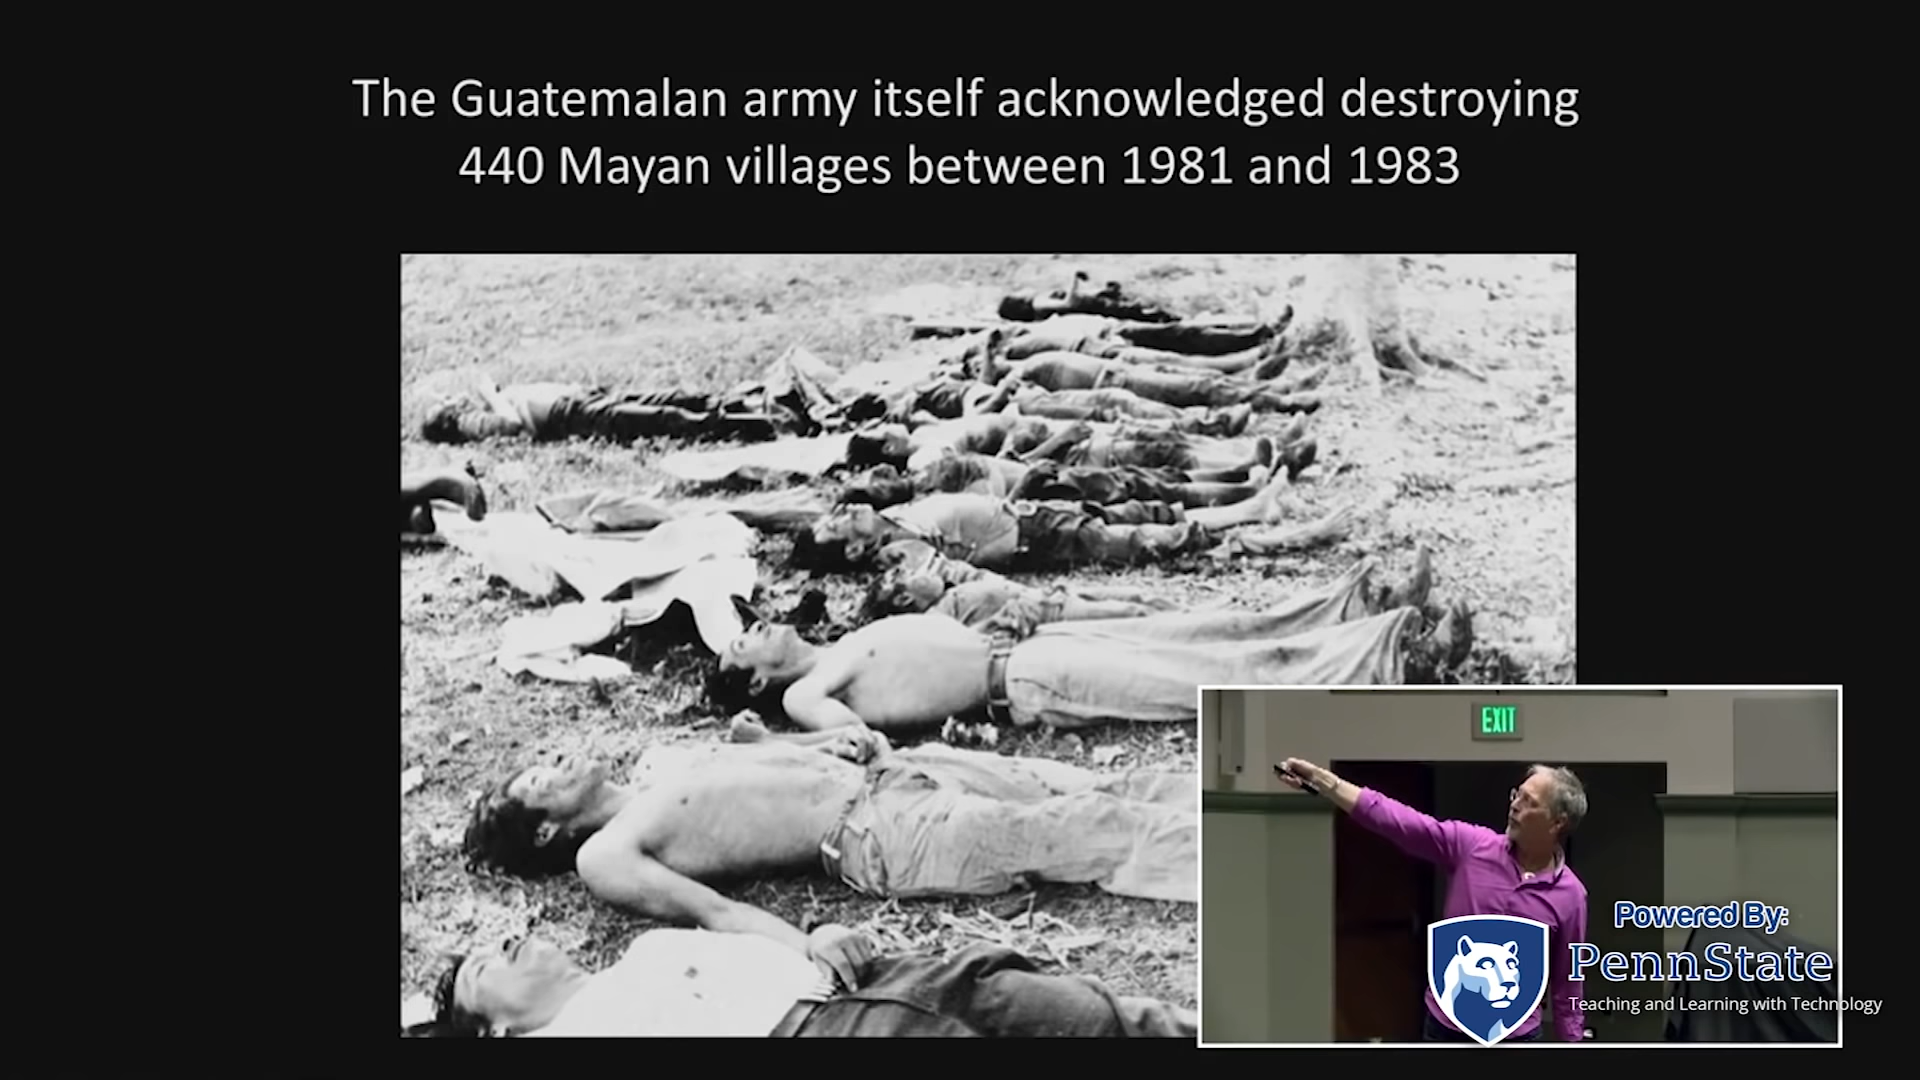 The Guatemalan army itself acknowledged destroying
440 Mayan villages between 1981 and 1983
EXIT
Powered By:
PennState
Teaching and Learning with Technology